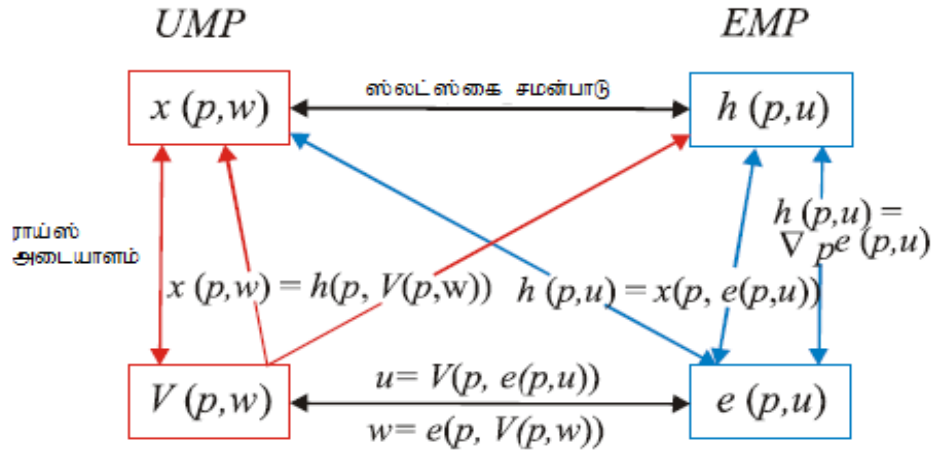 UMP
EMP
ஸ்லட்ஸ்கை சமன்பாடு
x (p,w)
h (p,u)
ராய்ஸ்
அடையாளம்
h (p,u) =
∇ pe (p,u)
x (p,w) = h(p, V(p,w))
h (p,u) = x(p, e(p,u))
V (p,w)
u= V(p, e(p,u))
w= e(p, V(p,w))
e (p,u)